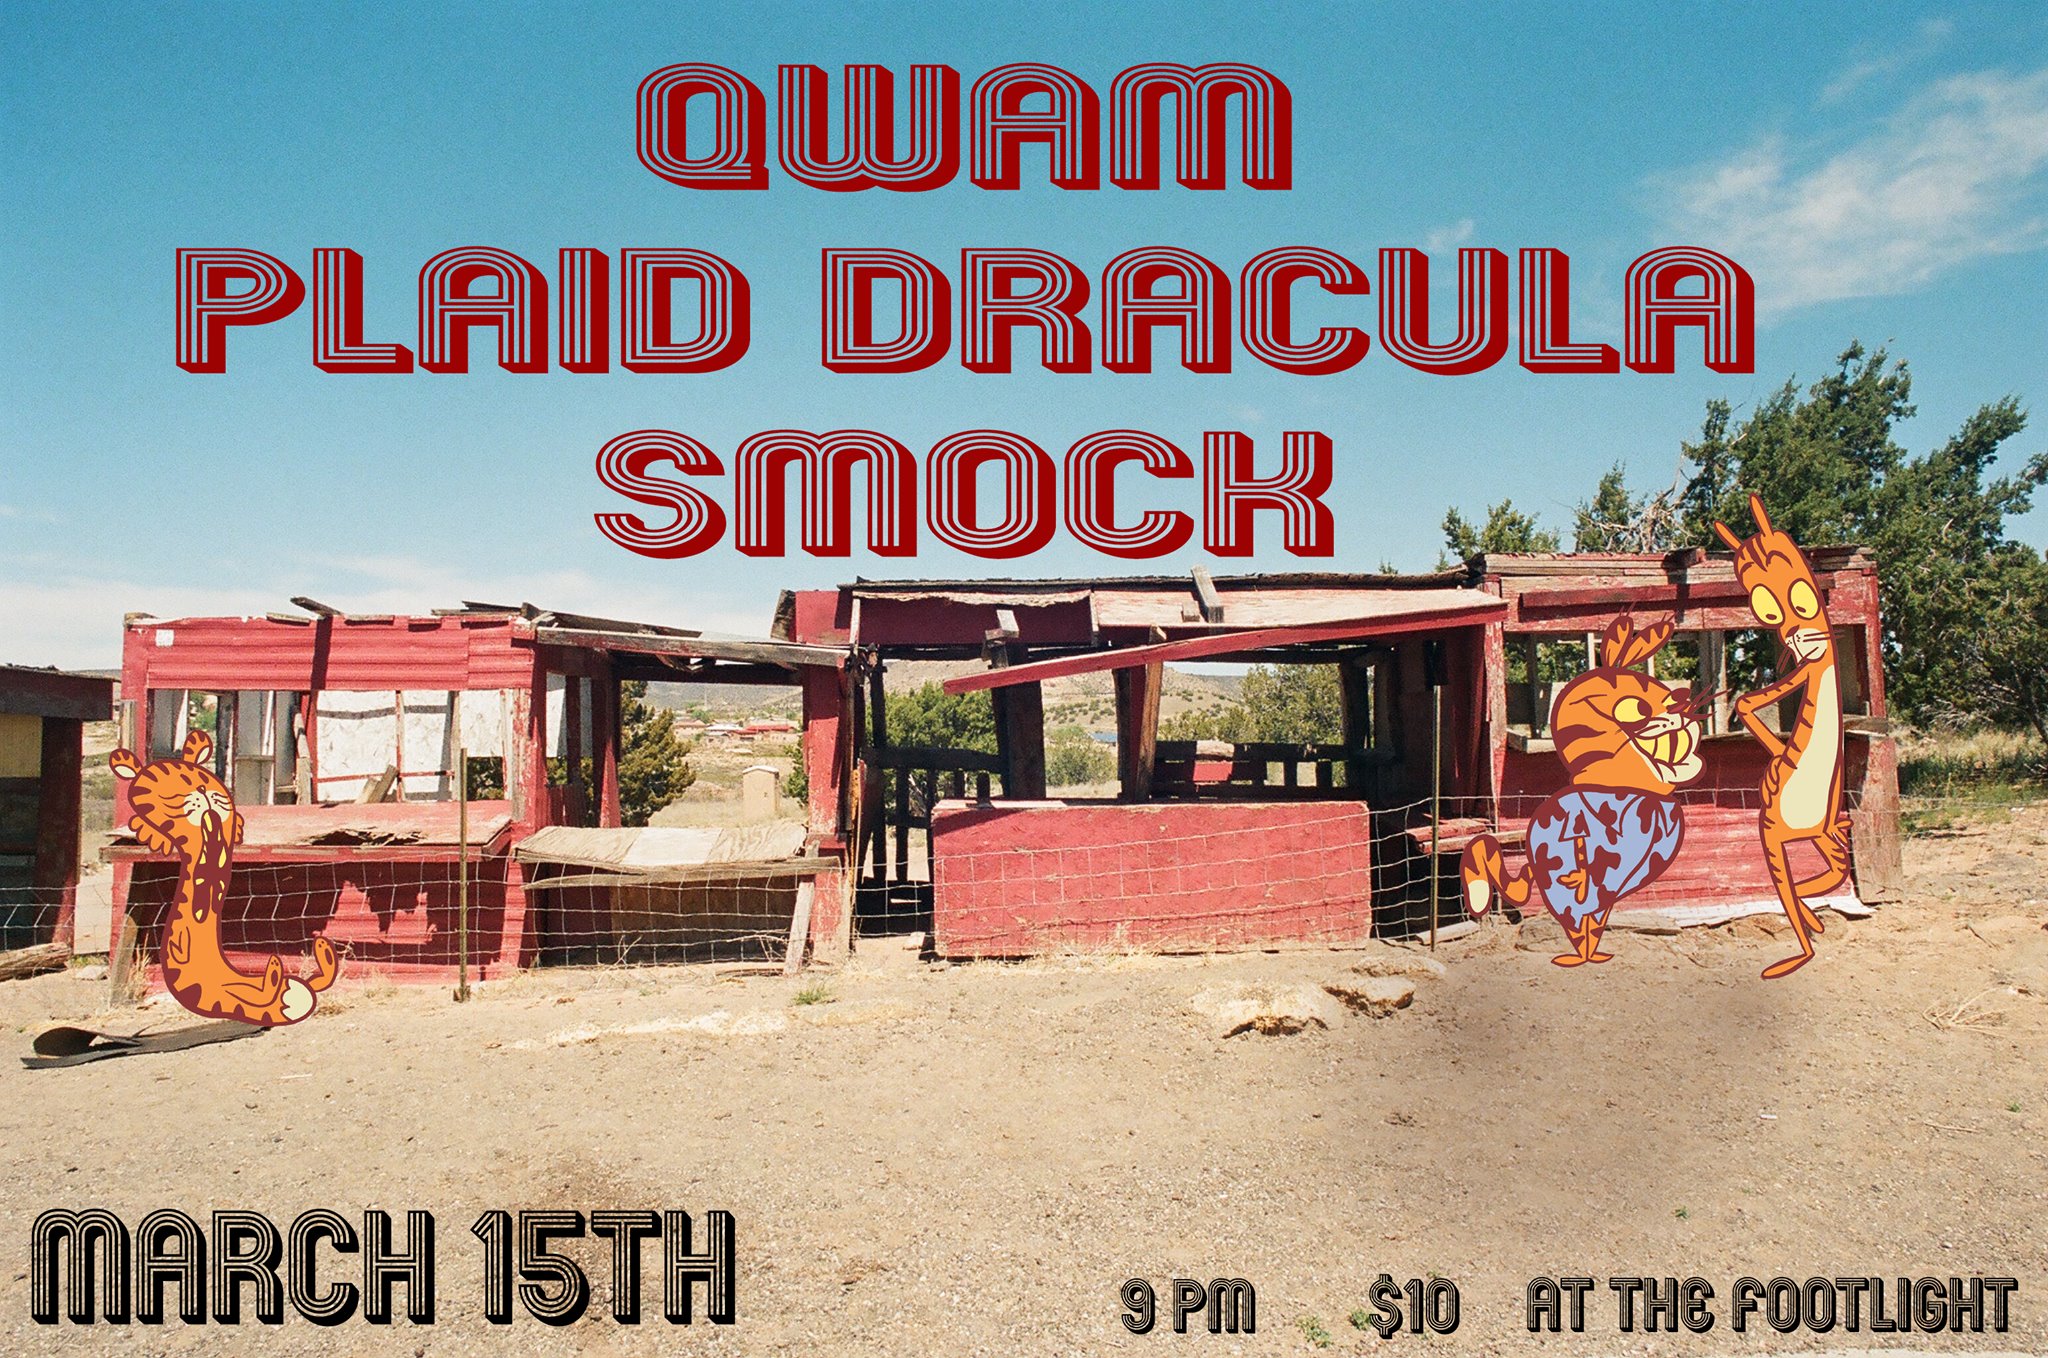 QWAM
PLAID DRACULA
SMOCK
MARCH 15TH
9 PM $10 AT THE FOOTLIGHT